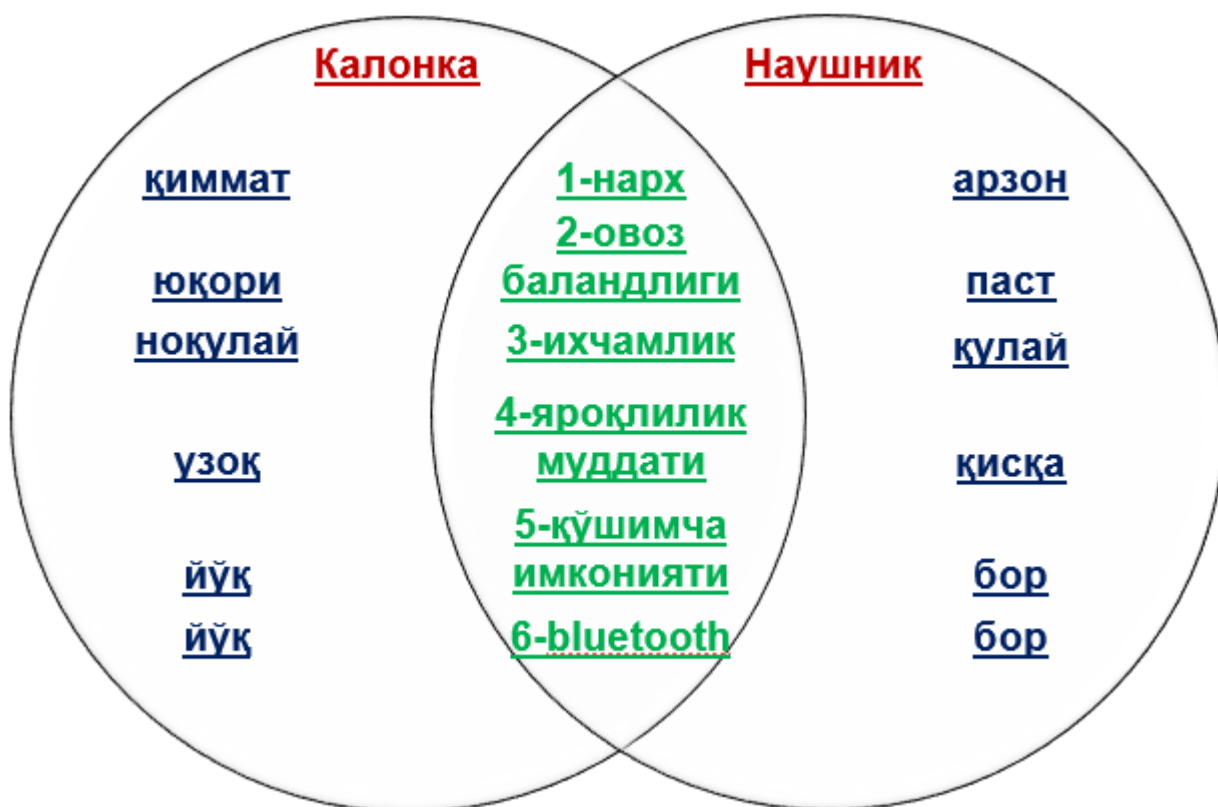 Калонка Наушник
қиммат 1-нарх арзон
2-овоз
юқори баландлиги паст
ноқулай 3-ихчамлик қулай
4-яроқлилик
узоқ муддати қисқа
5-қўшимча
йўқ имконияти бор
йўқ 6-bluetooth бор